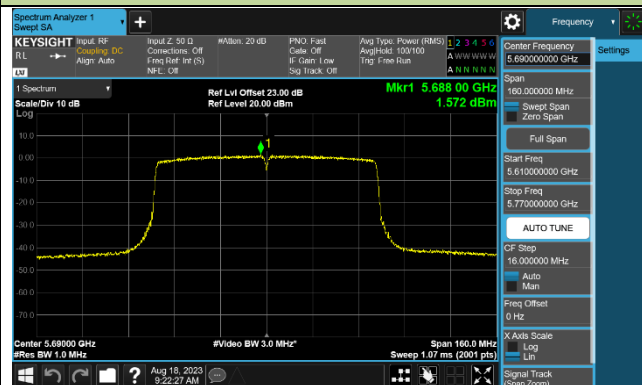 Spectrum Analyzer 1
Swept SA
Frequency
KEYSIGHT
Input: RF
Coupling: DC
Align: Auto
Input Z: 50 Ω
Corrections: Off
Freq Ref: Int (S)
NFE: Off
#Atten: 20 dB
PNO: Fast
Gate: Off
IF Gain: Low
Sig Track: Off
Avg Type: Power (RMS)
Avg|Hold: 100/100
Trig: Free Run
1 2 3 4 5 6
A W W W W W
A N N N N N
RL
LXI
1 Spectrum
Scale/Div 10 dB
Log
Ref Lvl Offset 23.00 dB
Ref Level 20.00 dBm
Mkr1 5.688 00 GHz
1.572 dBm
1
10.0
0.00
-10.0
-20.0
-30.0
-40.0
-50.0
-60.0
-70.0
Center 5.69000 GHz
#Res BW 1.0 MHz
#Video BW 3.0 MHz*
Span 160.0 MHz
Sweep 1.07 ms (2001 pts)
Aug 18, 2023
9:22:27 AM
Center Frequency
5.690000000 GHz
Span
160.000000 MHz
Swept Span
Zero Span
Full Span
Start Freq
5.610000000 GHz
Stop Freq
5.770000000 GHz
AUTO TUNE
CF Step
16.000000 MHz
Auto
Man
Freq Offset
0 Hz
X Axis Scale
Log
Lin
Signal Track
(Span Zoom)
Settings